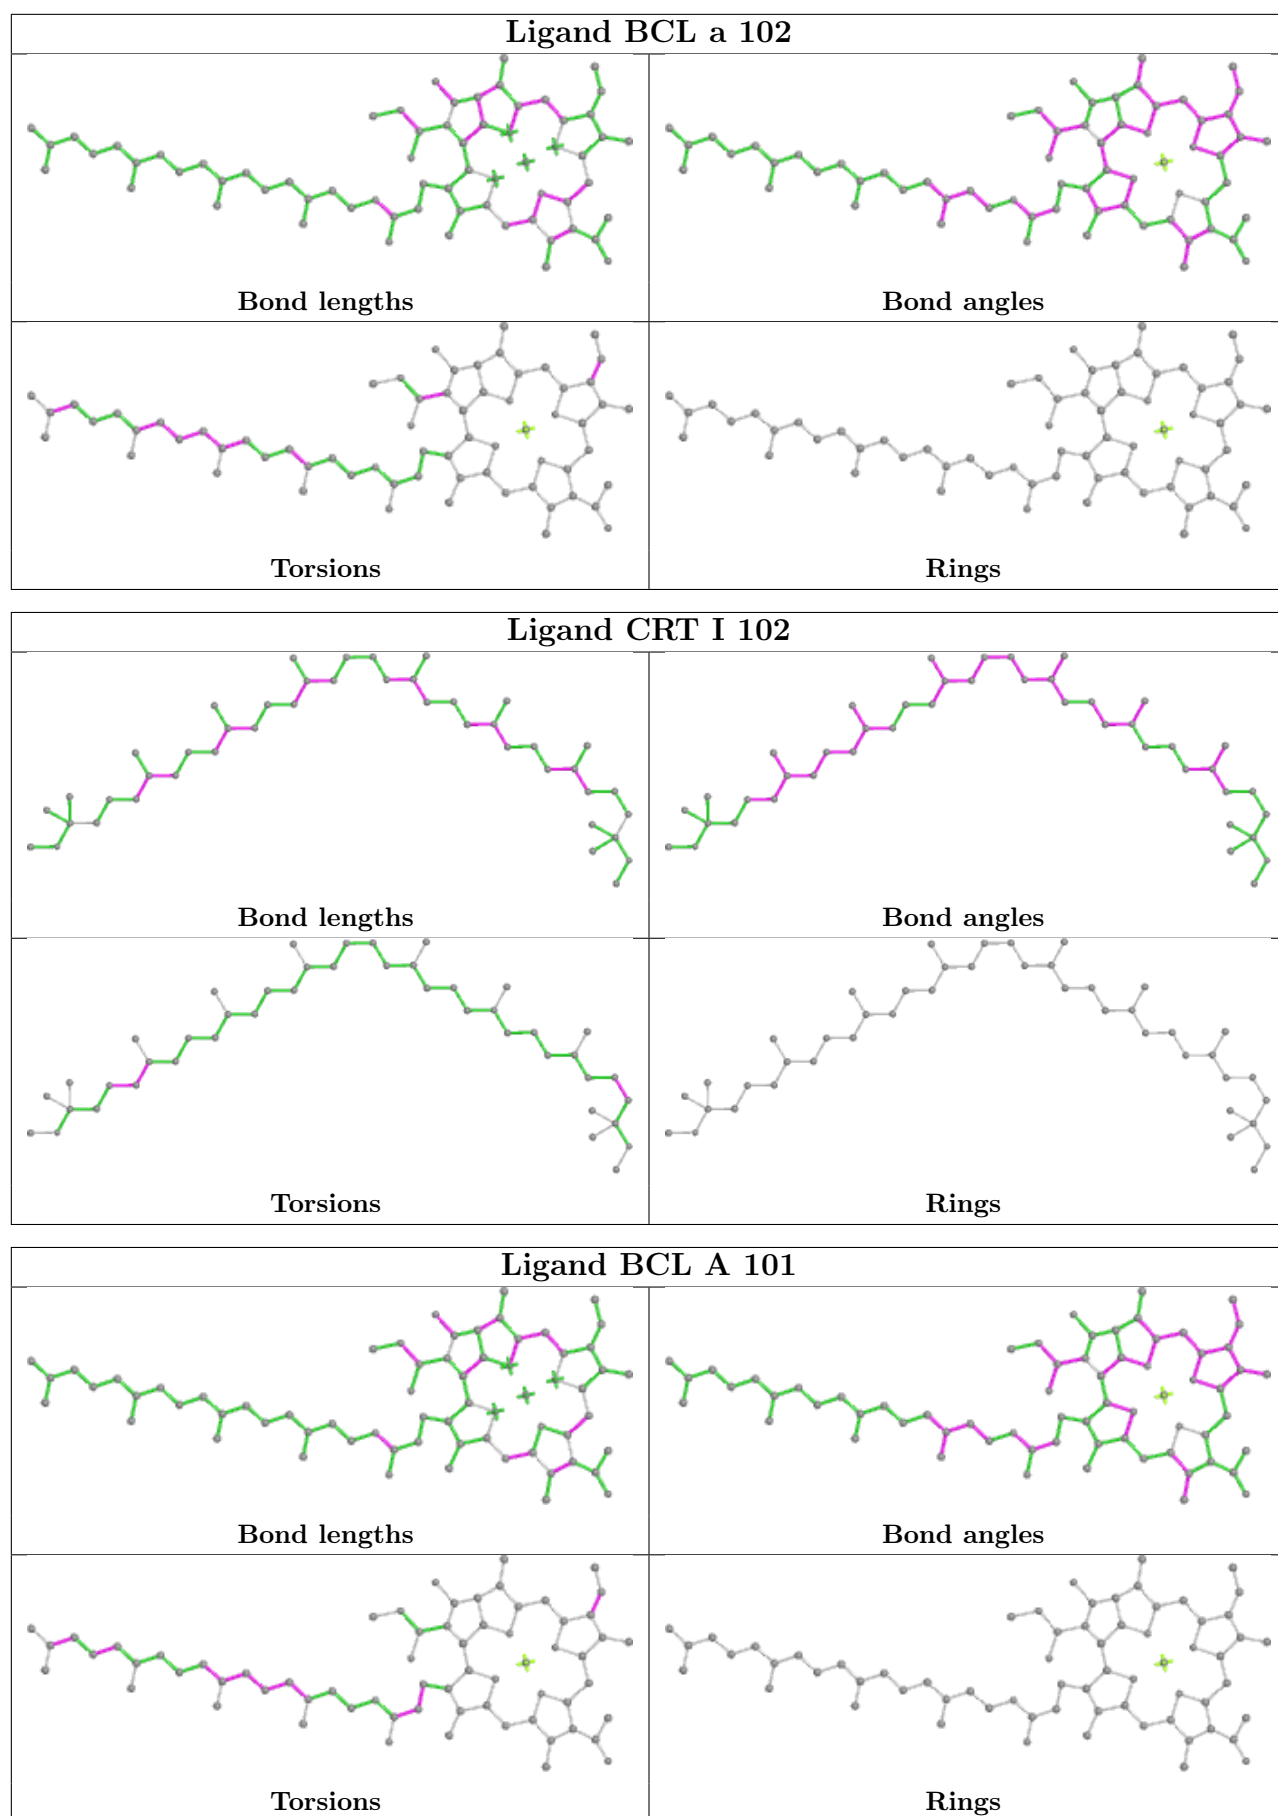 Ligand BCL a 102
Bond lengths
Bond angles
Torsions
Rings
Ligand CRT I 102
Bond lengths
Bond angles
Torsions
Rings
Ligand BCL A 101
Bond lengths
Bond angles
Torsions
Rings